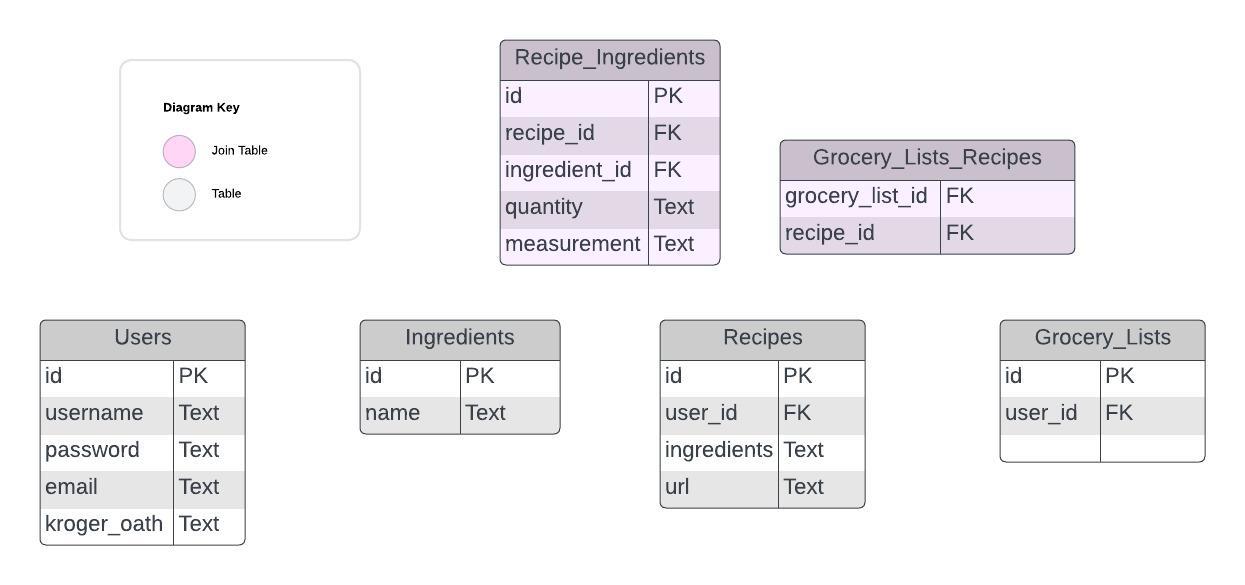 Diagram Key
Join Table
Table
Recipe_Ingredients
id PK
recipe_id FK
ingredient_id FK
quantity Text
measurement Text
Grocery_Lists_Recipes
grocery_list_id FK
recipe_id FK
Users
id PK
username Text
password Text
email Text
kroger_oath Text
Ingredients
id PK
name Text
Recipes
id PK
user_id FK
ingredients Text
url Text
Grocery_Lists
id PK
user_id FK